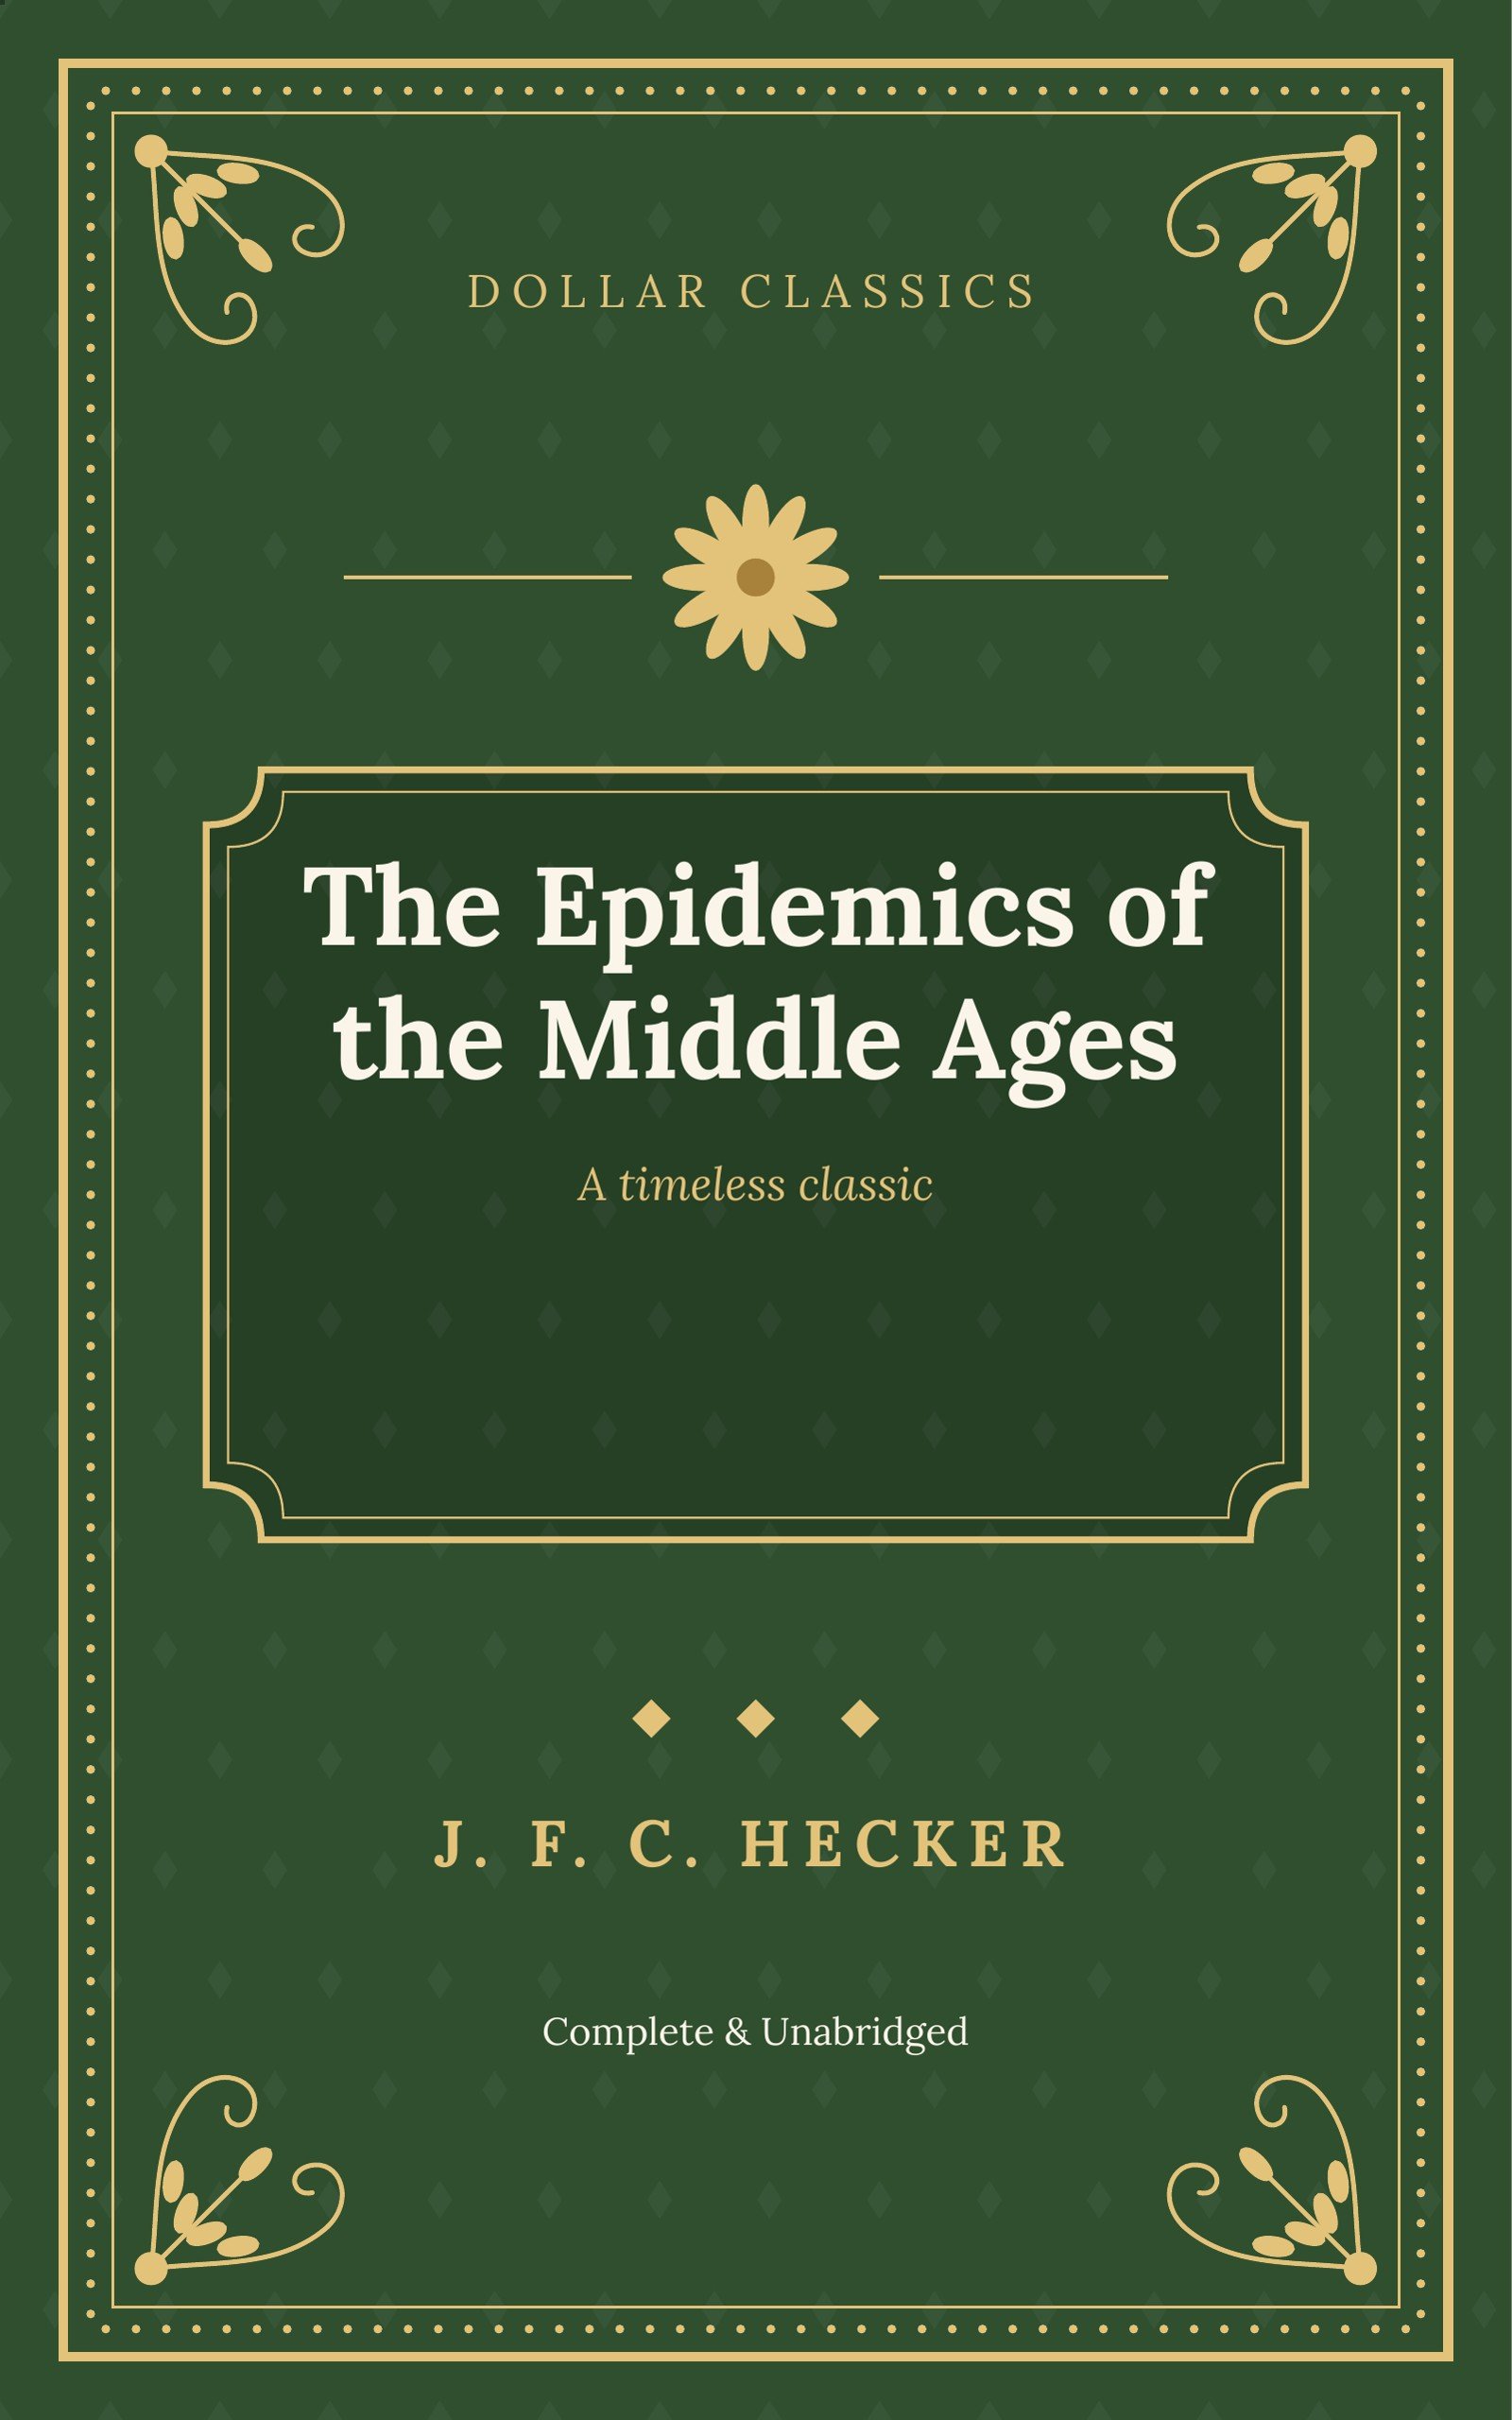 DOLLAR CLASSICS
The Epidemics of
the Middle Ages
A timeless classic
J. F. C. HECKER
Complete & Unabridged